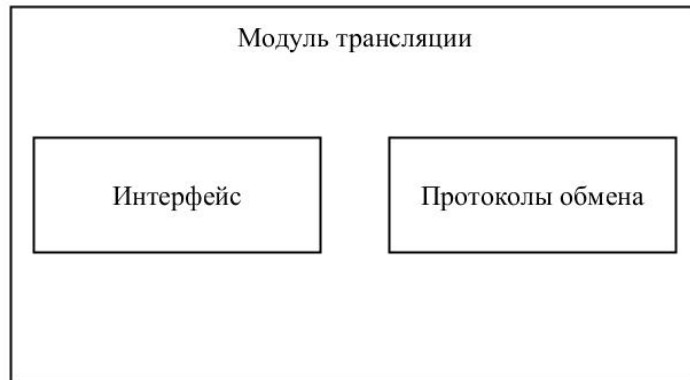 Модуль трансляции
Интерфейс
Протоколы обмена